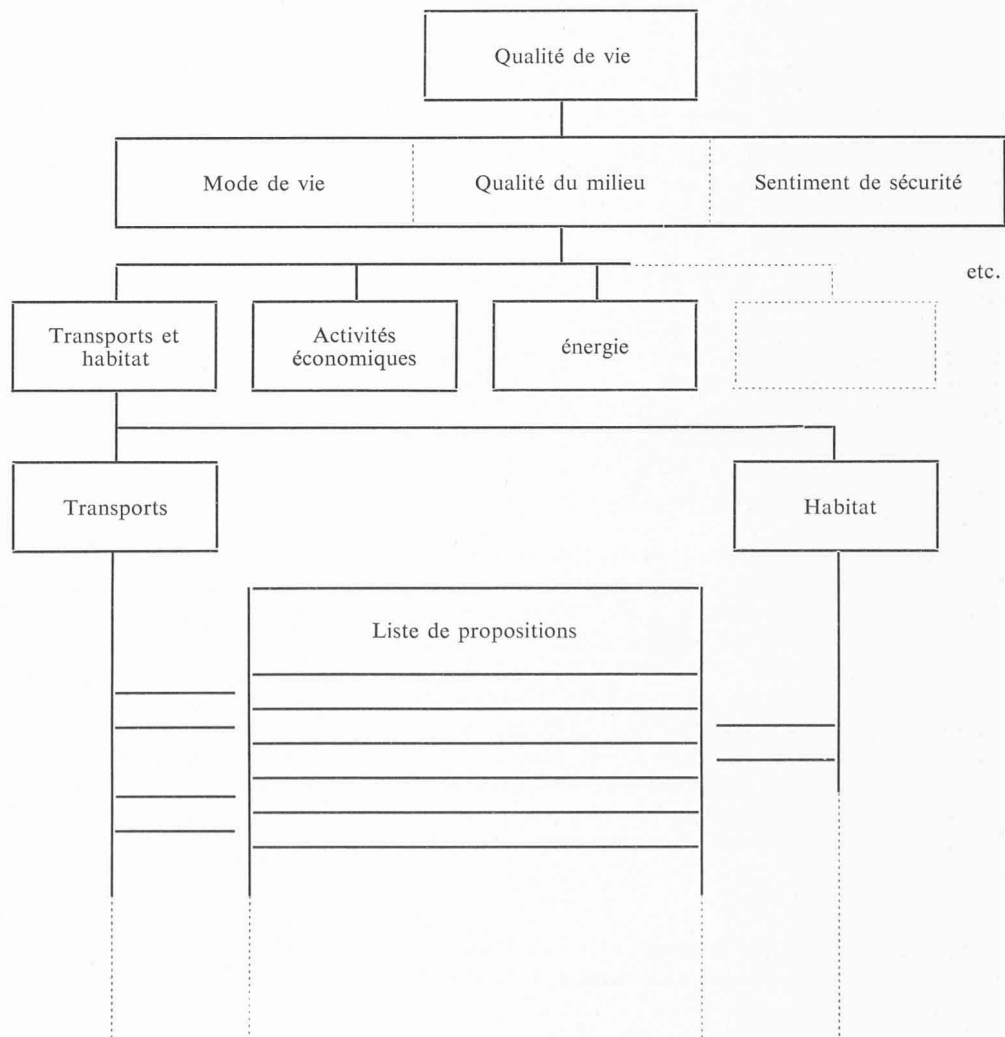 Qualité de vie
Mode de vie
Qualité du milieu
Sentiment de sécurité
etc.
Transports et
habitat
Activités
économiques
énergie
Transports
Habitat
Liste de propositions